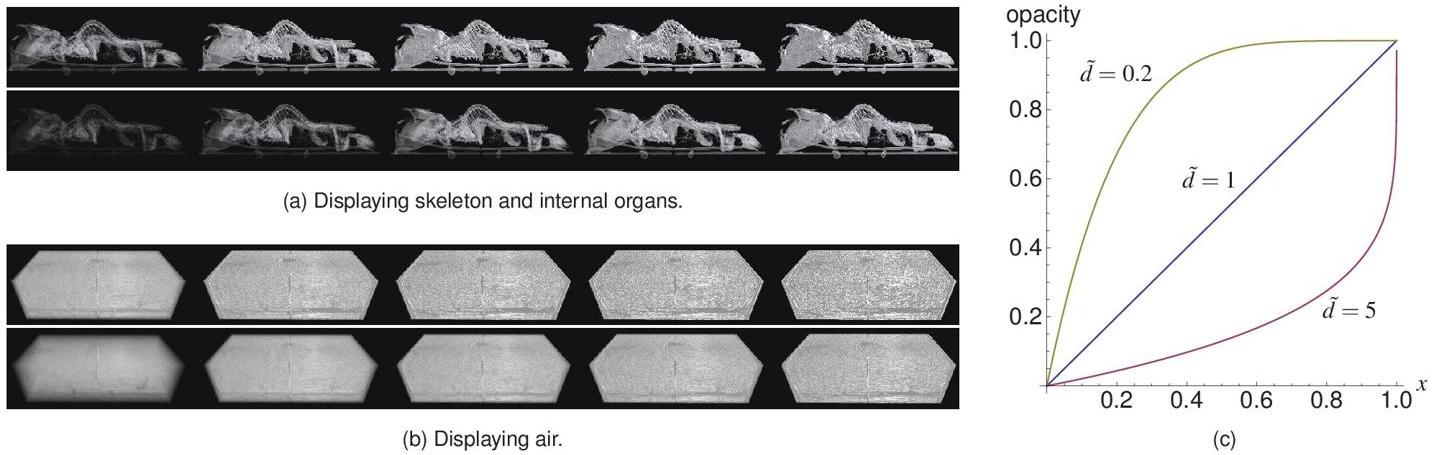 (a) Displaying skeleton and internal organs.
(b) Displaying air.
opacity
1.0
0.8
0.6
0.4
0.2
d̃ = 0.2
d̃ = 1
d̃ = 5
0.2 0.4 0.6 0.8 1.0 x
(c)